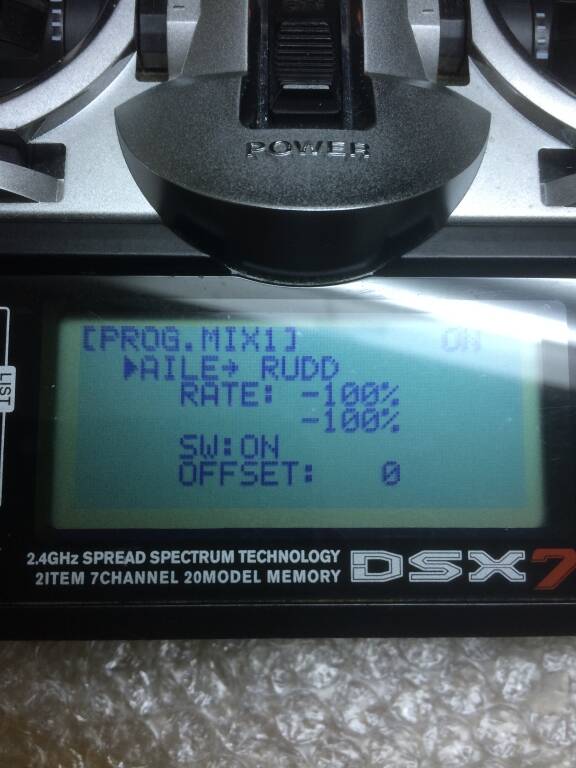 POWER
LIST
[PROG.MIX1] ON
▶AILE→ RUDD
RATE: -100%
-100%
SW:ON
OFFSET: 0
2.4GHz SPREAD SPECTRUM TECHNOLOGY
2ITEM 7CHANNEL 20MODEL MEMORY
DSX7